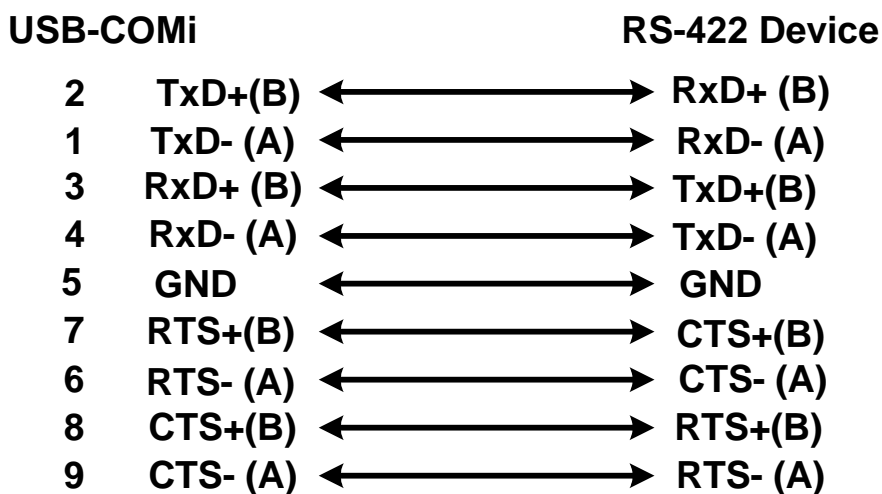 USB-COMi RS-422 Device
2 TxD+(B) RxD+ (B)
1 TxD- (A) RxD- (A)
3 RxD+ (B) TxD+(B)
4 RxD- (A) TxD- (A)
5 GND GND
7 RTS+(B) CTS+(B)
6 RTS- (A) CTS- (A)
8 CTS+(B) RTS+(B)
9 CTS- (A) RTS- (A)